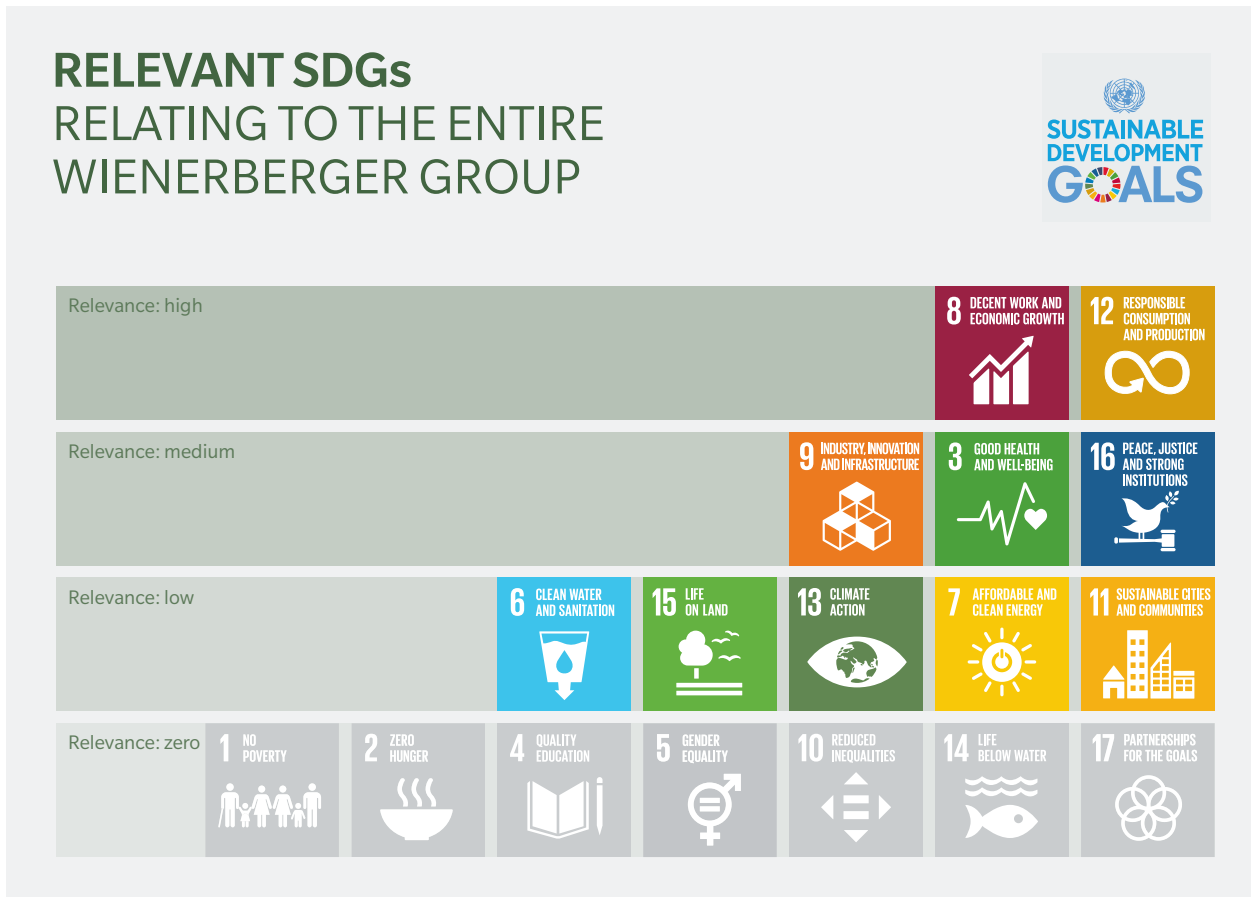 RELEVANT SDGs
RELATING TO THE ENTIRE
WIENERBERGER GROUP
SUSTAINABLE
DEVELOPMENT
GOALS
Relevance: high
8 DECENT WORK AND
ECONOMIC GROWTH
12 RESPONSIBLE
CONSUMPTION
AND PRODUCTION
Relevance: medium
9 INDUSTRY, INNOVATION
AND INFRASTRUCTURE
3 GOOD HEALTH
AND WELL-BEING
16 PEACE, JUSTICE
AND STRONG
INSTITUTIONS
Relevance: low
6 CLEAN WATER
AND SANITATION
15 LIFE
ON LAND
13 CLIMATE
ACTION
7 AFFORDABLE AND
CLEAN ENERGY
11 SUSTAINABLE CITIES
AND COMMUNITIES
Relevance: zero
1 NO
POVERTY
2 ZERO
HUNGER
4 QUALITY
EDUCATION
5 GENDER
EQUALITY
10 REDUCED
INEQUALITIES
14 LIFE
BELOW WATER
17 PARTNERSHIPS
FOR THE GOALS